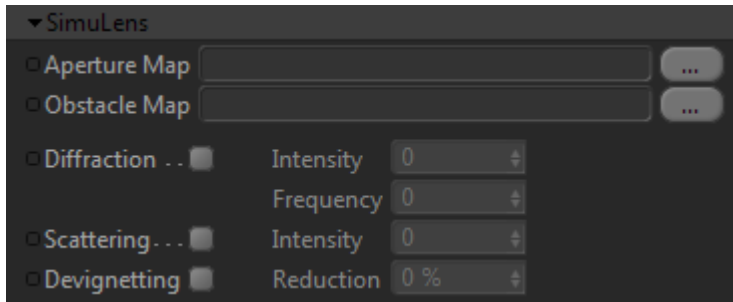 SimuLens
Aperture Map ...
Obstacle Map ...
Diffraction . . Intensity 0
Frequency 0
Scattering. . . Intensity 0
Devignetting Reduction 0 %